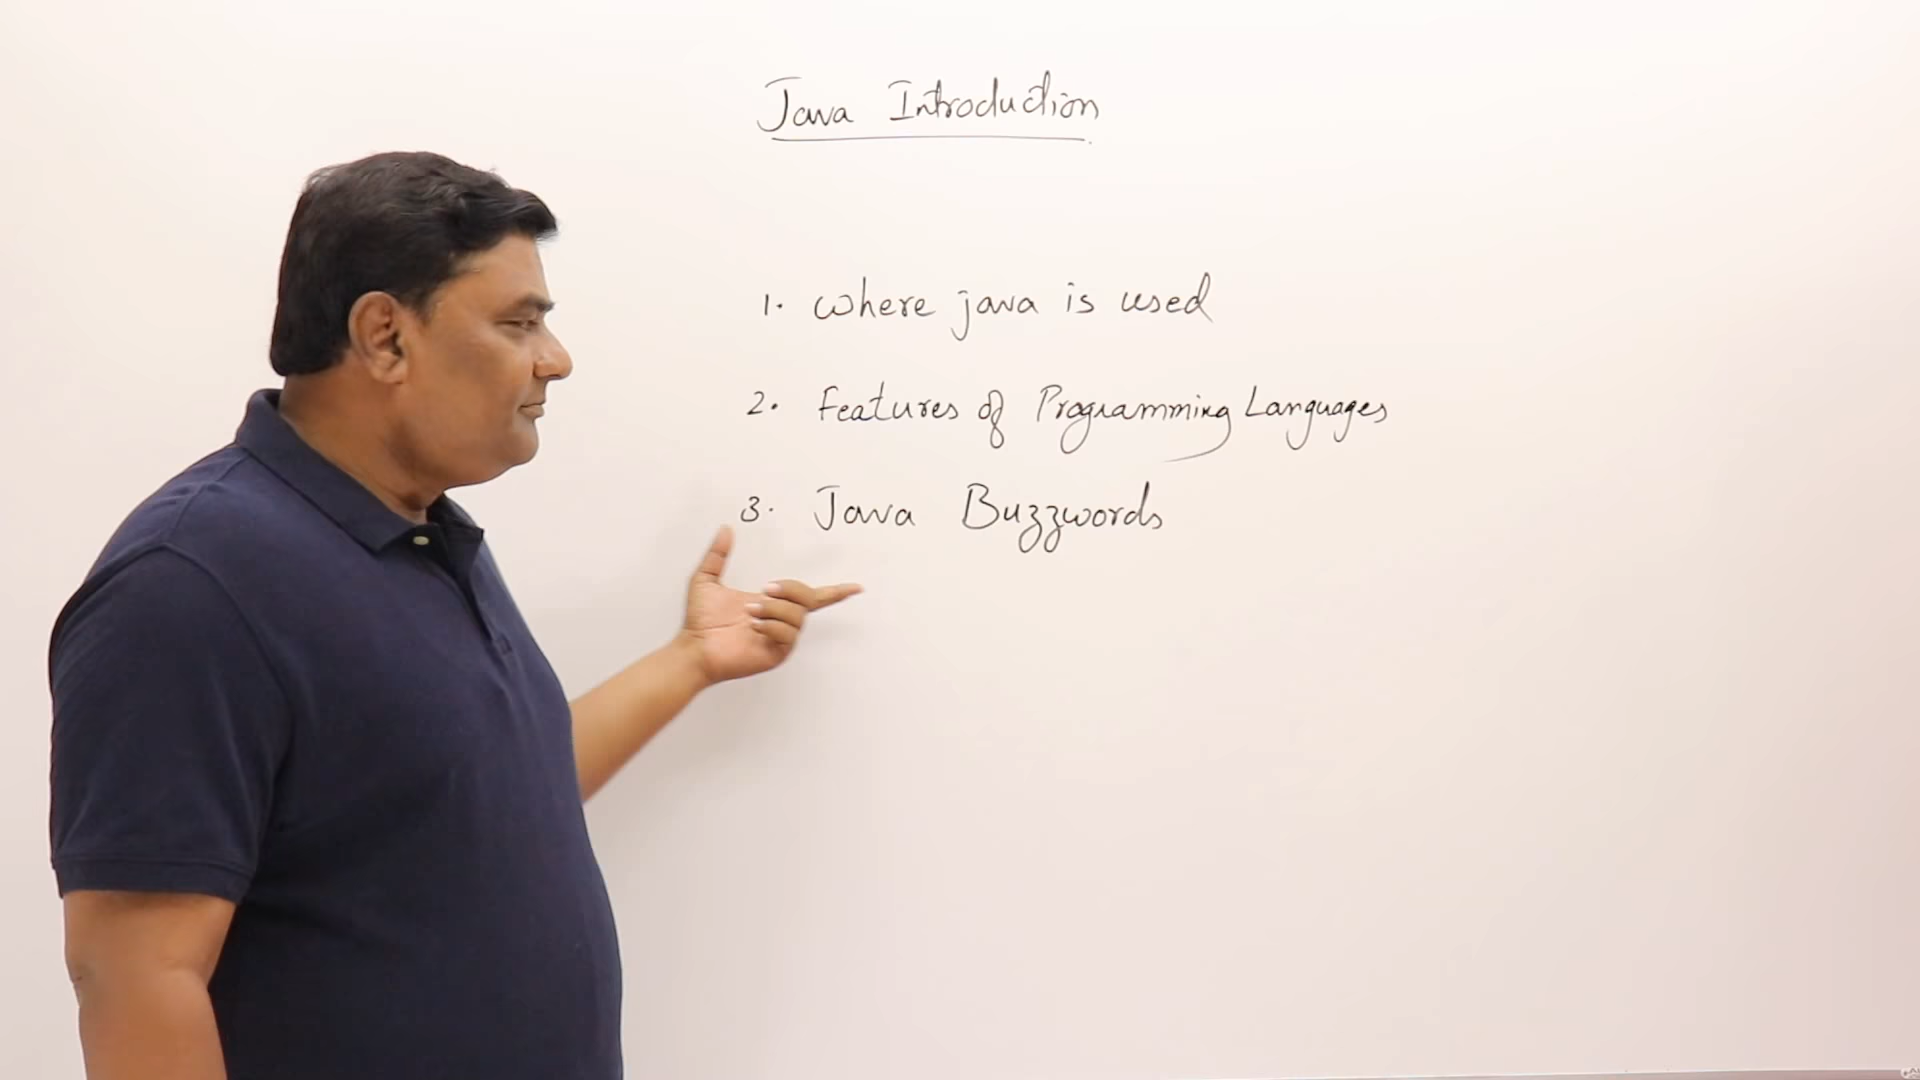 Java Introduction
1. where java is used
2. Features of Programming Languages
3. Java Buzzwords